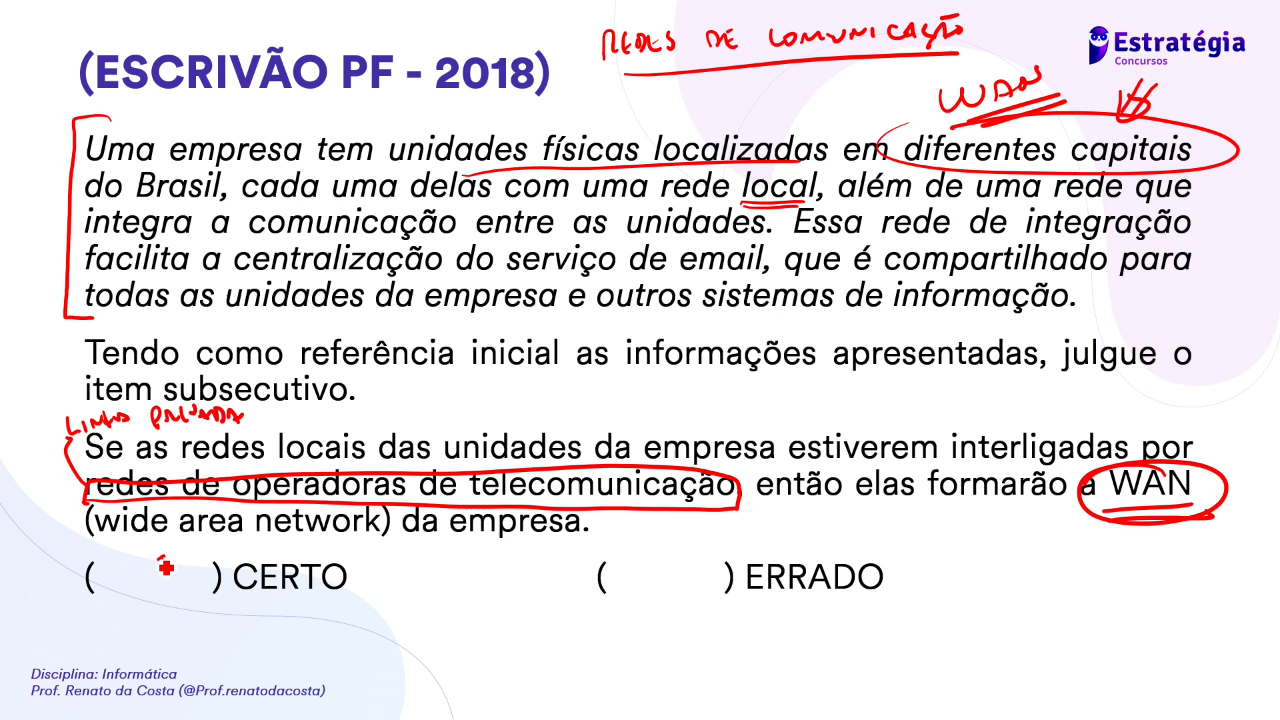 REDES DE COMUNICAÇÃO
Estratégia
Concursos
(ESCRIVÃO PF - 2018)
WAN
Uma empresa tem unidades físicas localizadas em diferentes capitais
do Brasil, cada uma delas com uma rede local, além de uma rede que
integra a comunicação entre as unidades. Essa rede de integração
facilita a centralização do serviço de email, que é compartilhado para
todas as unidades da empresa e outros sistemas de informação.
Tendo como referência inicial as informações apresentadas, julgue o
item subsecutivo.
LINHA PRIVADA
Se as redes locais das unidades da empresa estiverem interligadas por
redes de operadoras de telecomunicação, então elas formarão a WAN
(wide area network) da empresa.
( ) CERTO ( ) ERRADO
Disciplina: Informática
Prof. Renato da Costa (@Prof.renatodacosta)